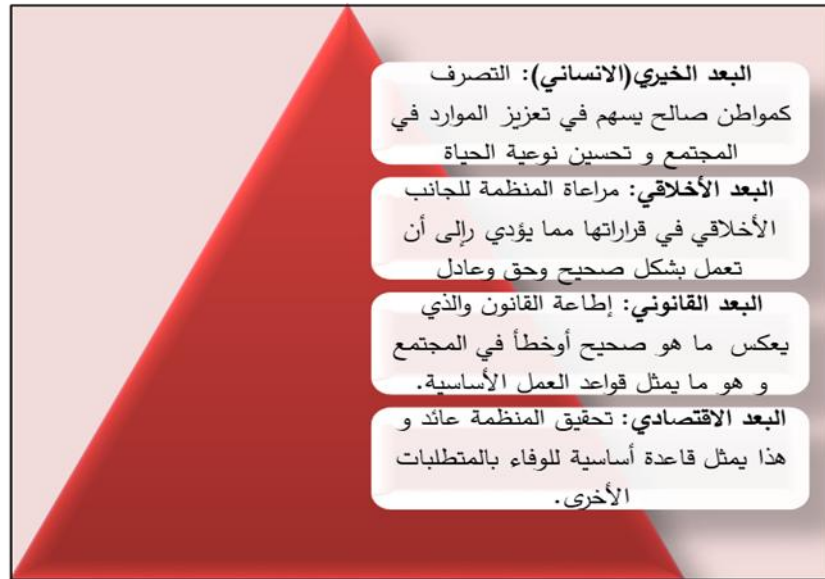 البعد الخيري(الانساني): التصرف
كمواطن صالح يسهم في تعزيز الموارد في
المجتمع و تحسين نوعية الحياة
البعد الأخلاقي: مراعاة المنظمة للجانب
الأخلاقي في قراراتها مما يؤدي رإلى أن
تعمل بشكل صحيح وحق وعادل
البعد القانوني: إطاعة القانون والذي
يعكس ما هو صحيح أوخطأ في المجتمع
و هو ما يمثل قواعد العمل الأساسية.
البعد الاقتصادي: تحقيق المنظمة عائد و
هذا يمثل قاعدة أساسية للوفاء بالمتطلبات
الأخرى.